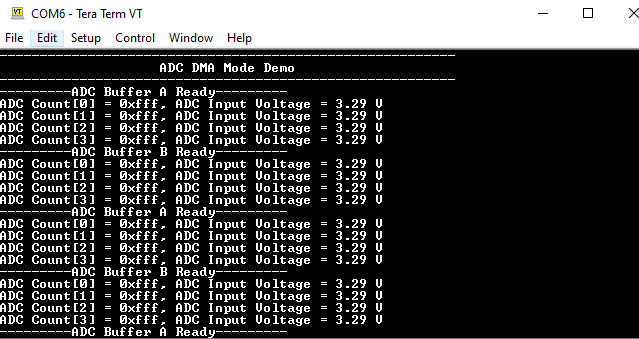 VT COM6 - Tera Term VT
File Edit Setup Control Window Help
------------------------------------------------------------
ADC DMA Mode Demo
------------------------------------------------------------
---------ADC Buffer A Ready---------
ADC Count[0] = 0xfff, ADC Input Voltage = 3.29 V
ADC Count[1] = 0xfff, ADC Input Voltage = 3.29 V
ADC Count[2] = 0xfff, ADC Input Voltage = 3.29 V
ADC Count[3] = 0xfff, ADC Input Voltage = 3.29 V
---------ADC Buffer B Ready---------
ADC Count[0] = 0xfff, ADC Input Voltage = 3.29 V
ADC Count[1] = 0xfff, ADC Input Voltage = 3.29 V
ADC Count[2] = 0xfff, ADC Input Voltage = 3.29 V
ADC Count[3] = 0xfff, ADC Input Voltage = 3.29 V
---------ADC Buffer A Ready---------
ADC Count[0] = 0xfff, ADC Input Voltage = 3.29 V
ADC Count[1] = 0xfff, ADC Input Voltage = 3.29 V
ADC Count[2] = 0xfff, ADC Input Voltage = 3.29 V
ADC Count[3] = 0xfff, ADC Input Voltage = 3.29 V
---------ADC Buffer B Ready---------
ADC Count[0] = 0xfff, ADC Input Voltage = 3.29 V
ADC Count[1] = 0xfff, ADC Input Voltage = 3.29 V
ADC Count[2] = 0xfff, ADC Input Voltage = 3.29 V
ADC Count[3] = 0xfff, ADC Input Voltage = 3.29 V
---------ADC Buffer A Ready---------